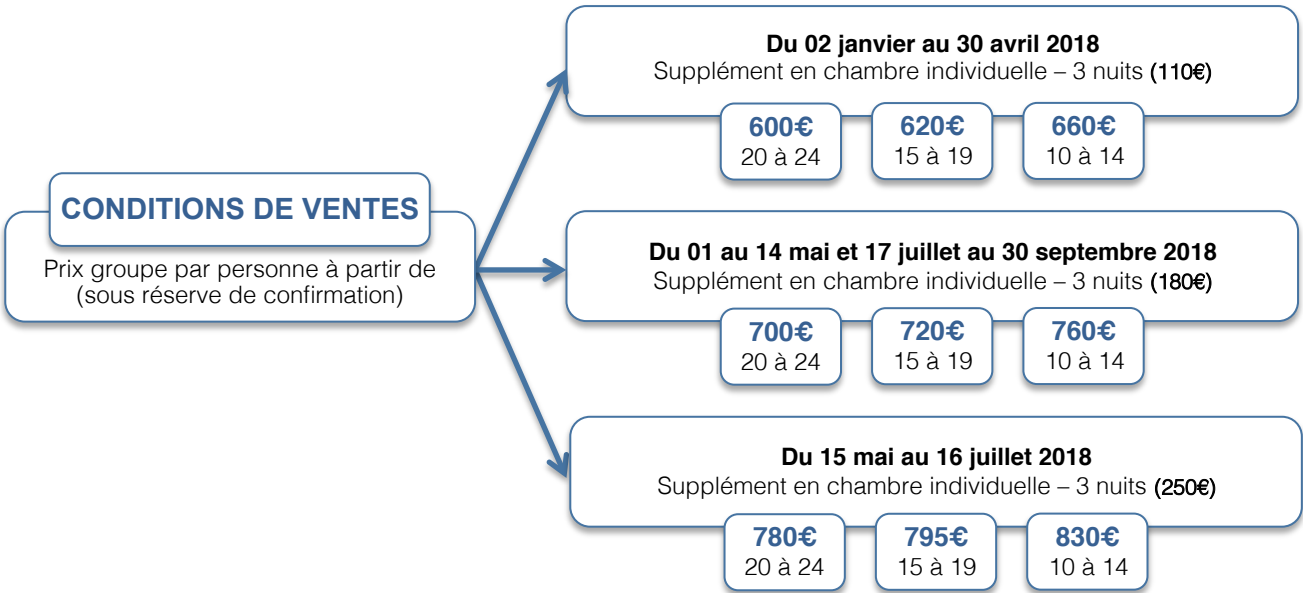 CONDITIONS DE VENTES
Prix groupe par personne à partir de
(sous réserve de confirmation)
Du 02 janvier au 30 avril 2018
Supplément en chambre individuelle – 3 nuits (110€)
600€
20 à 24
620€
15 à 19
660€
10 à 14
Du 01 au 14 mai et 17 juillet au 30 septembre 2018
Supplément en chambre individuelle – 3 nuits (180€)
700€
20 à 24
720€
15 à 19
760€
10 à 14
Du 15 mai au 16 juillet 2018
Supplément en chambre individuelle – 3 nuits (250€)
780€
20 à 24
795€
15 à 19
830€
10 à 14